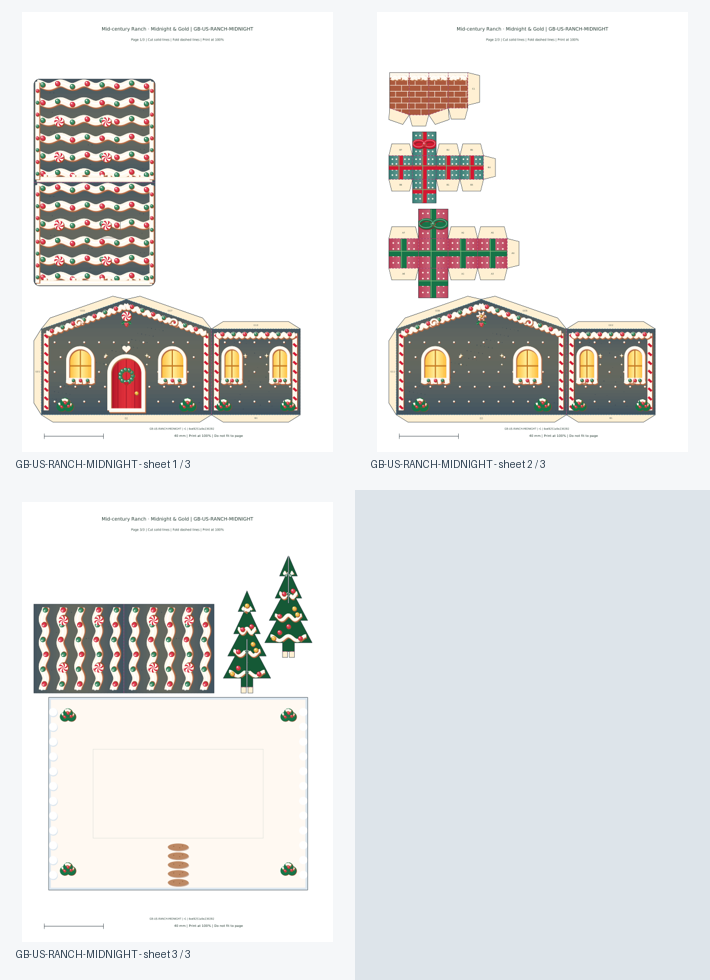 Mid-century Ranch · Midnight & Gold | GB-US-RANCH-MIDNIGHT
Page 1/3 | Cut solid lines | Fold dashed lines | Print at 100%
90 mm | Print at 100% | Do not fit to page
GB-US-RANCH-MIDNIGHT - sheet 1 / 3
Mid-century Ranch · Midnight & Gold | GB-US-RANCH-MIDNIGHT
Page 2/3 | Cut solid lines | Fold dashed lines | Print at 100%
90 mm | Print at 100% | Do not fit to page
GB-US-RANCH-MIDNIGHT - sheet 2 / 3
Mid-century Ranch · Midnight & Gold | GB-US-RANCH-MIDNIGHT
Page 3/3 | Cut solid lines | Fold dashed lines | Print at 100%
90 mm | Print at 100% | Do not fit to page
GB-US-RANCH-MIDNIGHT - sheet 3 / 3